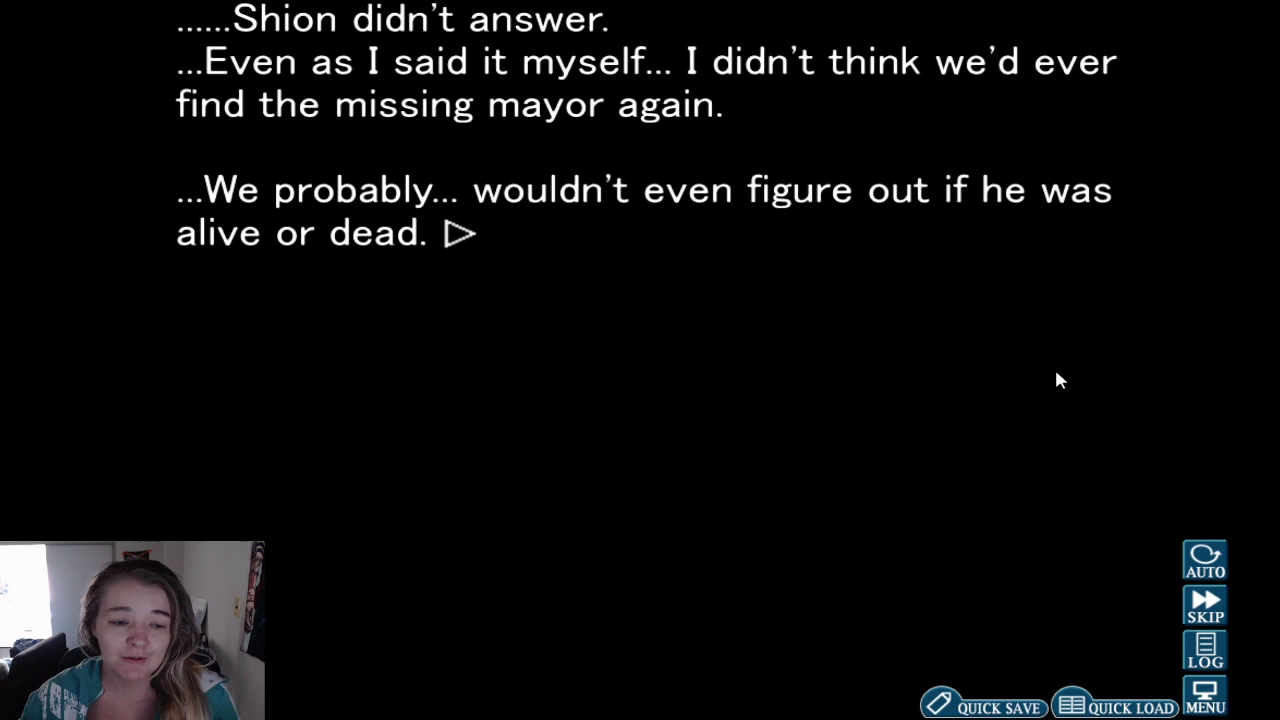 ......Shion didn't answer.
...Even as I said it myself... I didn't think we'd ever
find the missing mayor again.
...We probably... wouldn't even figure out if he was
alive or dead.
AUTO
SKIP
LOG
MENU
QUICK SAVE
QUICK LOAD